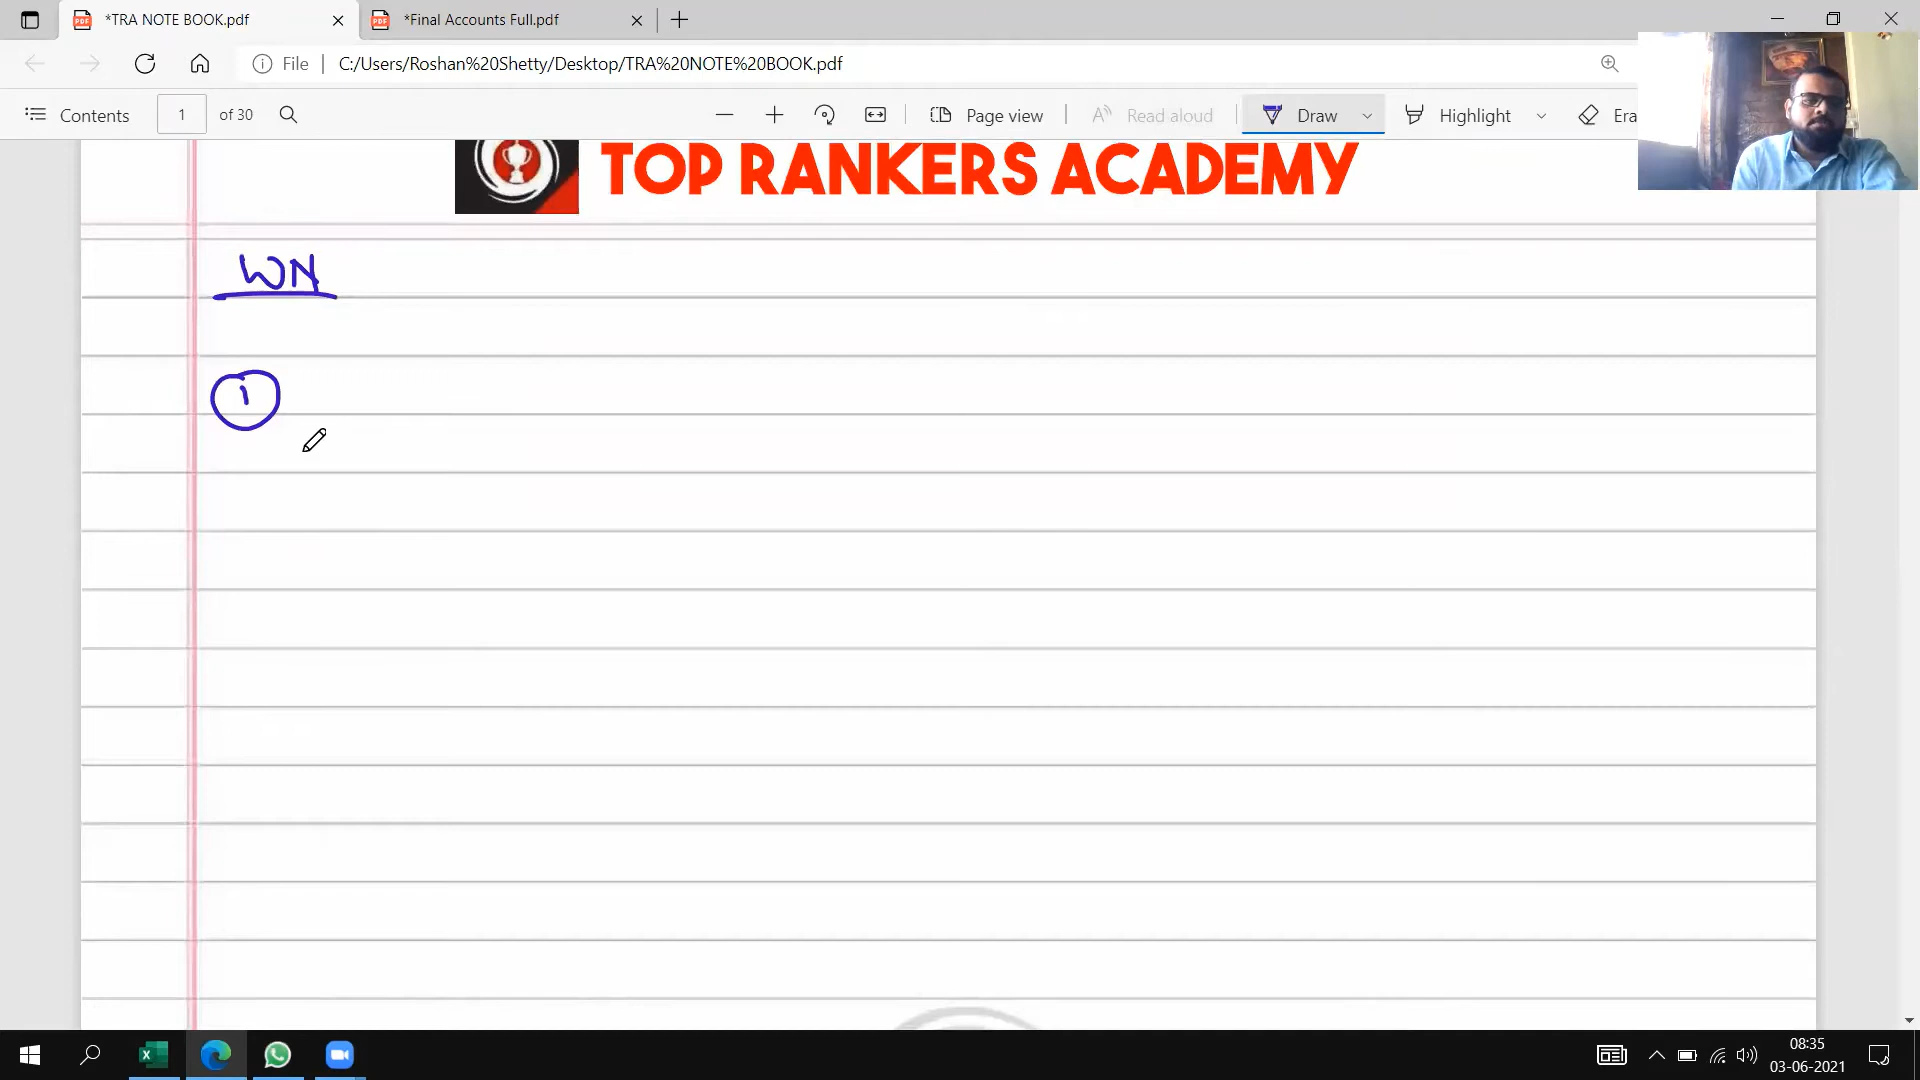 *TRA NOTE BOOK.pdf
*Final Accounts Full.pdf
File
C:/Users/Roshan%20Shetty/Desktop/TRA%20NOTE%20BOOK.pdf
Contents
1 of 30
Page view
Read aloud
Draw
Highlight
Era
TOP RANKERS ACADEMY
WN
1
08:35
03-06-2021